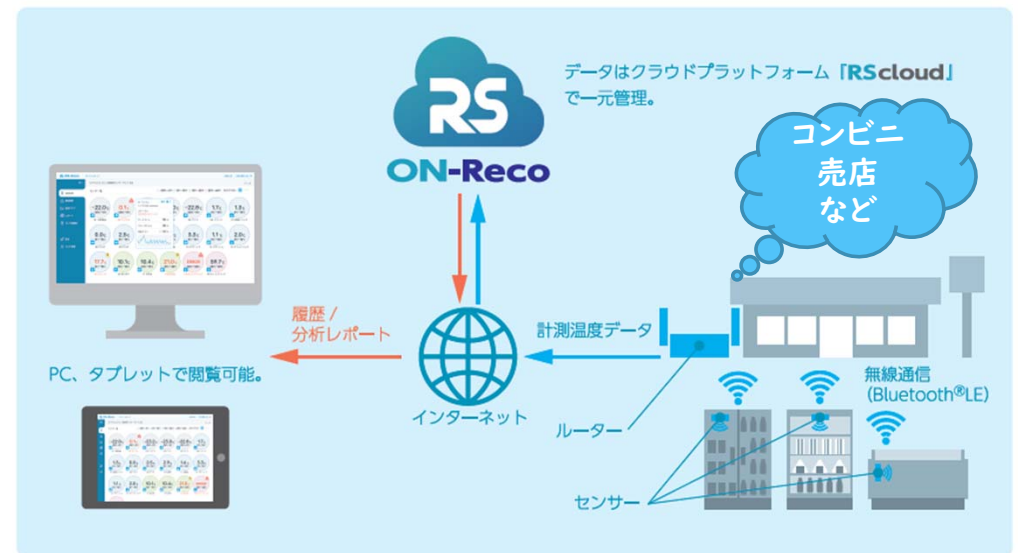 RS
ON-Reco
データはクラウドプラットフォーム『RScloud』
で一元管理。
コンビニ
売店
など
履歴 /
分析レポート
計測温度データ
PC、タブレットで閲覧可能。
インターネット
ルーター
無線通信
(Bluetooth®LE)
センサー